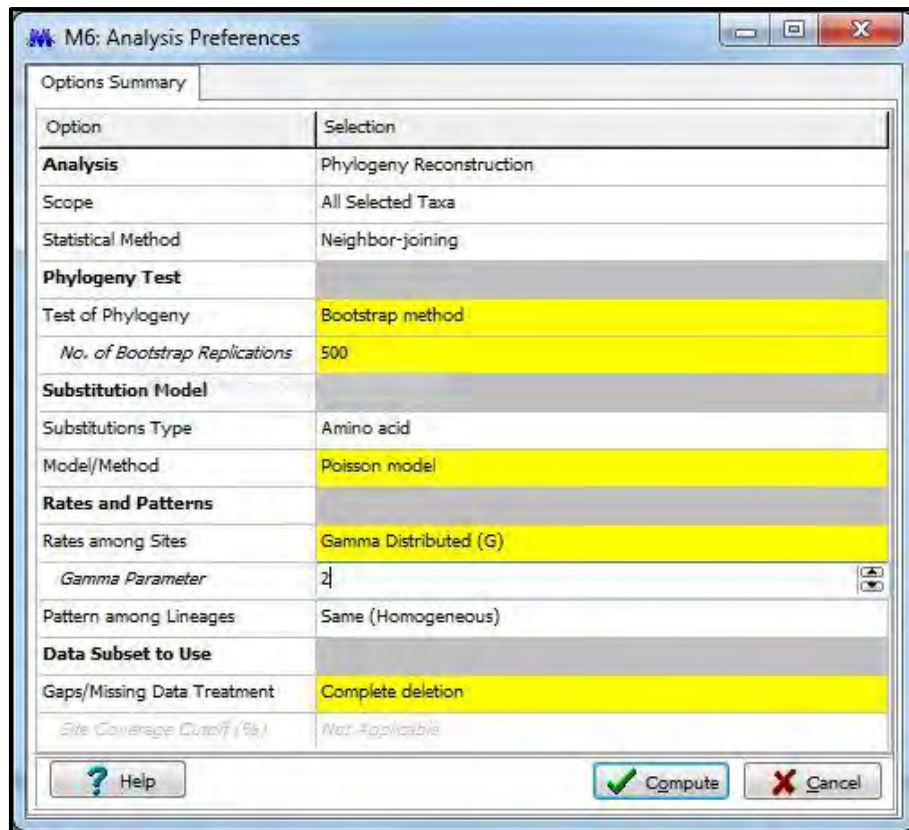 M6: Analysis Preferences
Options Summary
Option Selection
Analysis Phylogeny Reconstruction
Scope All Selected Taxa
Statistical Method Neighbor-joining
Phylogeny Test
Test of Phylogeny Bootstrap method
No. of Bootstrap Replications 500
Substitution Model
Substitutions Type Amino acid
Model/Method Poisson model
Rates and Patterns
Rates among Sites Gamma Distributed (G)
Gamma Parameter 2
Pattern among Lineages Same (Homogeneous)
Data Subset to Use
Gaps/Missing Data Treatment Complete deletion
Site Coverage Cutoff (%) Not Applicable
Help Compute Cancel